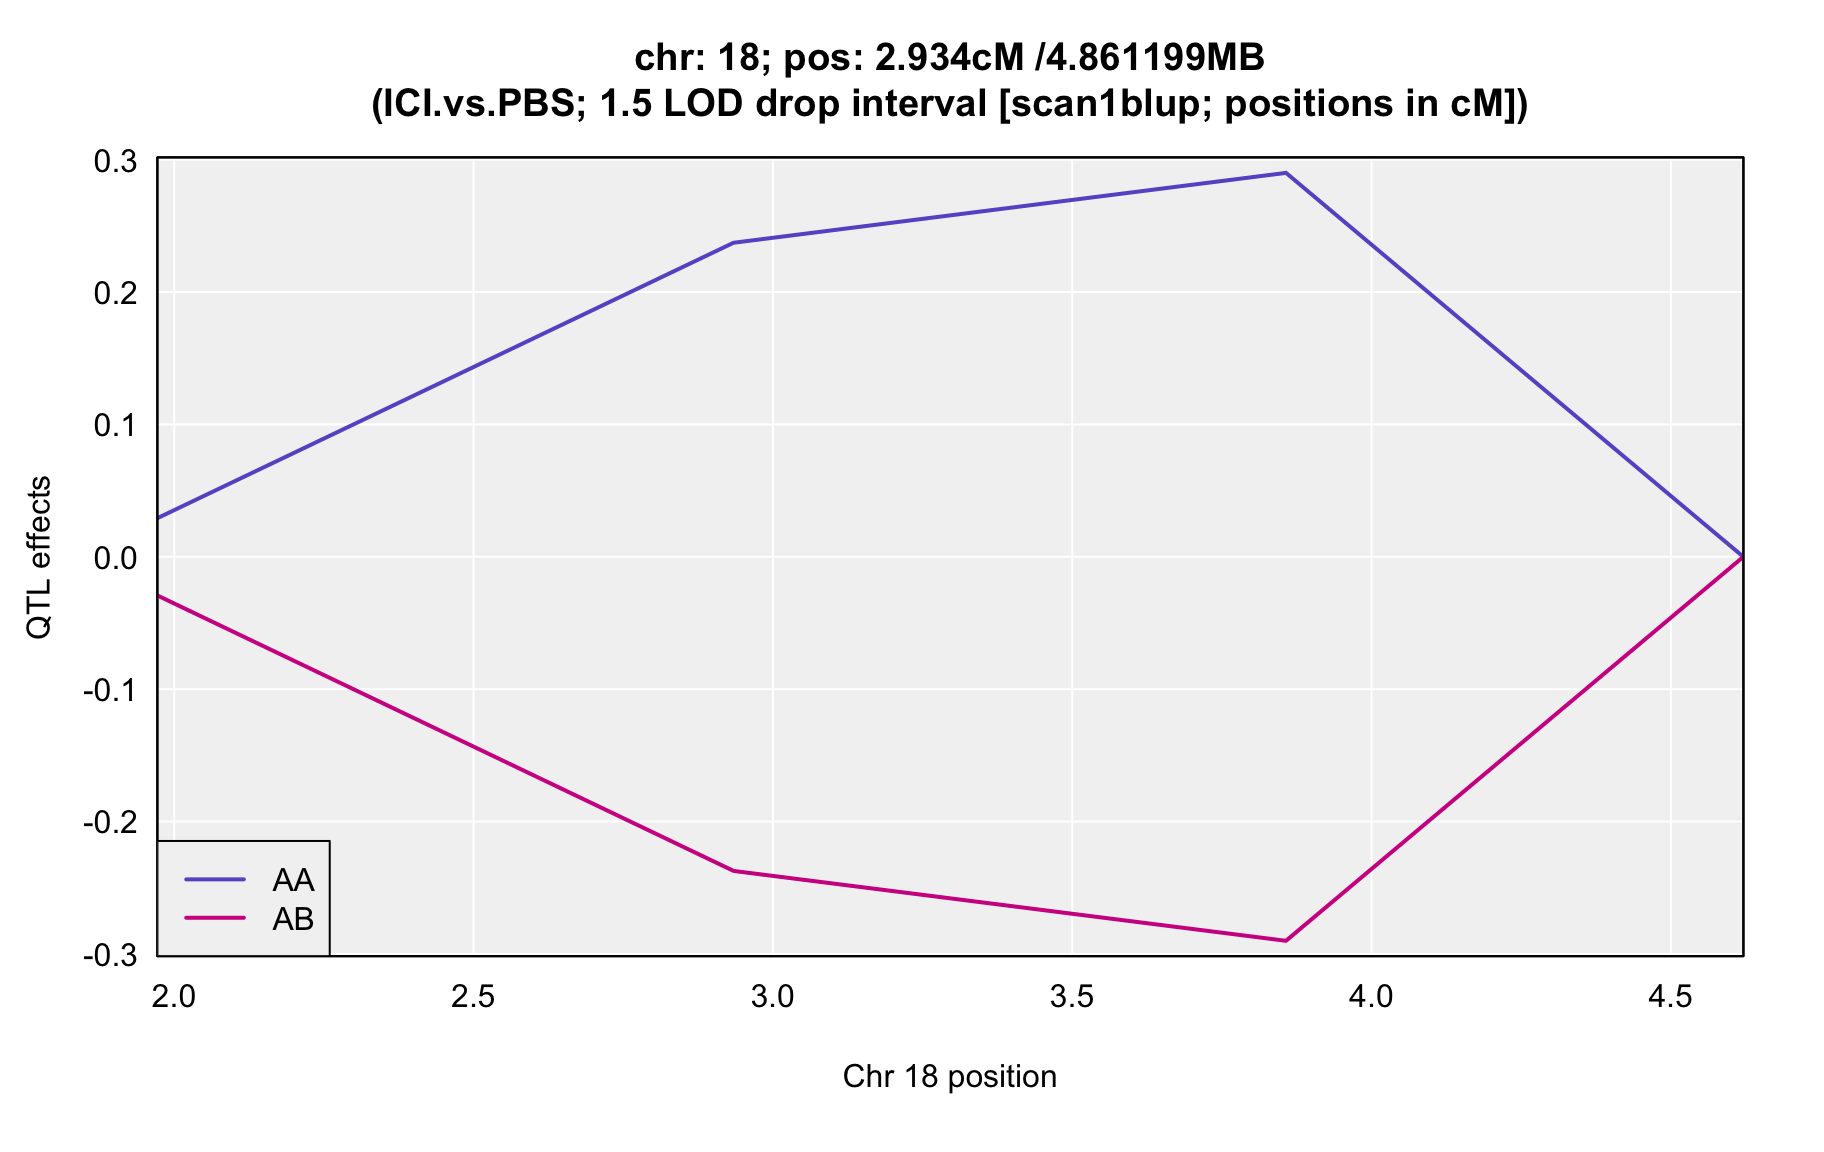 chr: 18; pos: 2.934cM /4.861199MB
(ICI.vs.PBS; 1.5 LOD drop interval [scan1blup; positions in cM])
0.3
0.2
0.1
0.0
-0.1
-0.2
-0.3
QTL effects
AA
AB
2.0 2.5 3.0 3.5 4.0 4.5
Chr 18 position